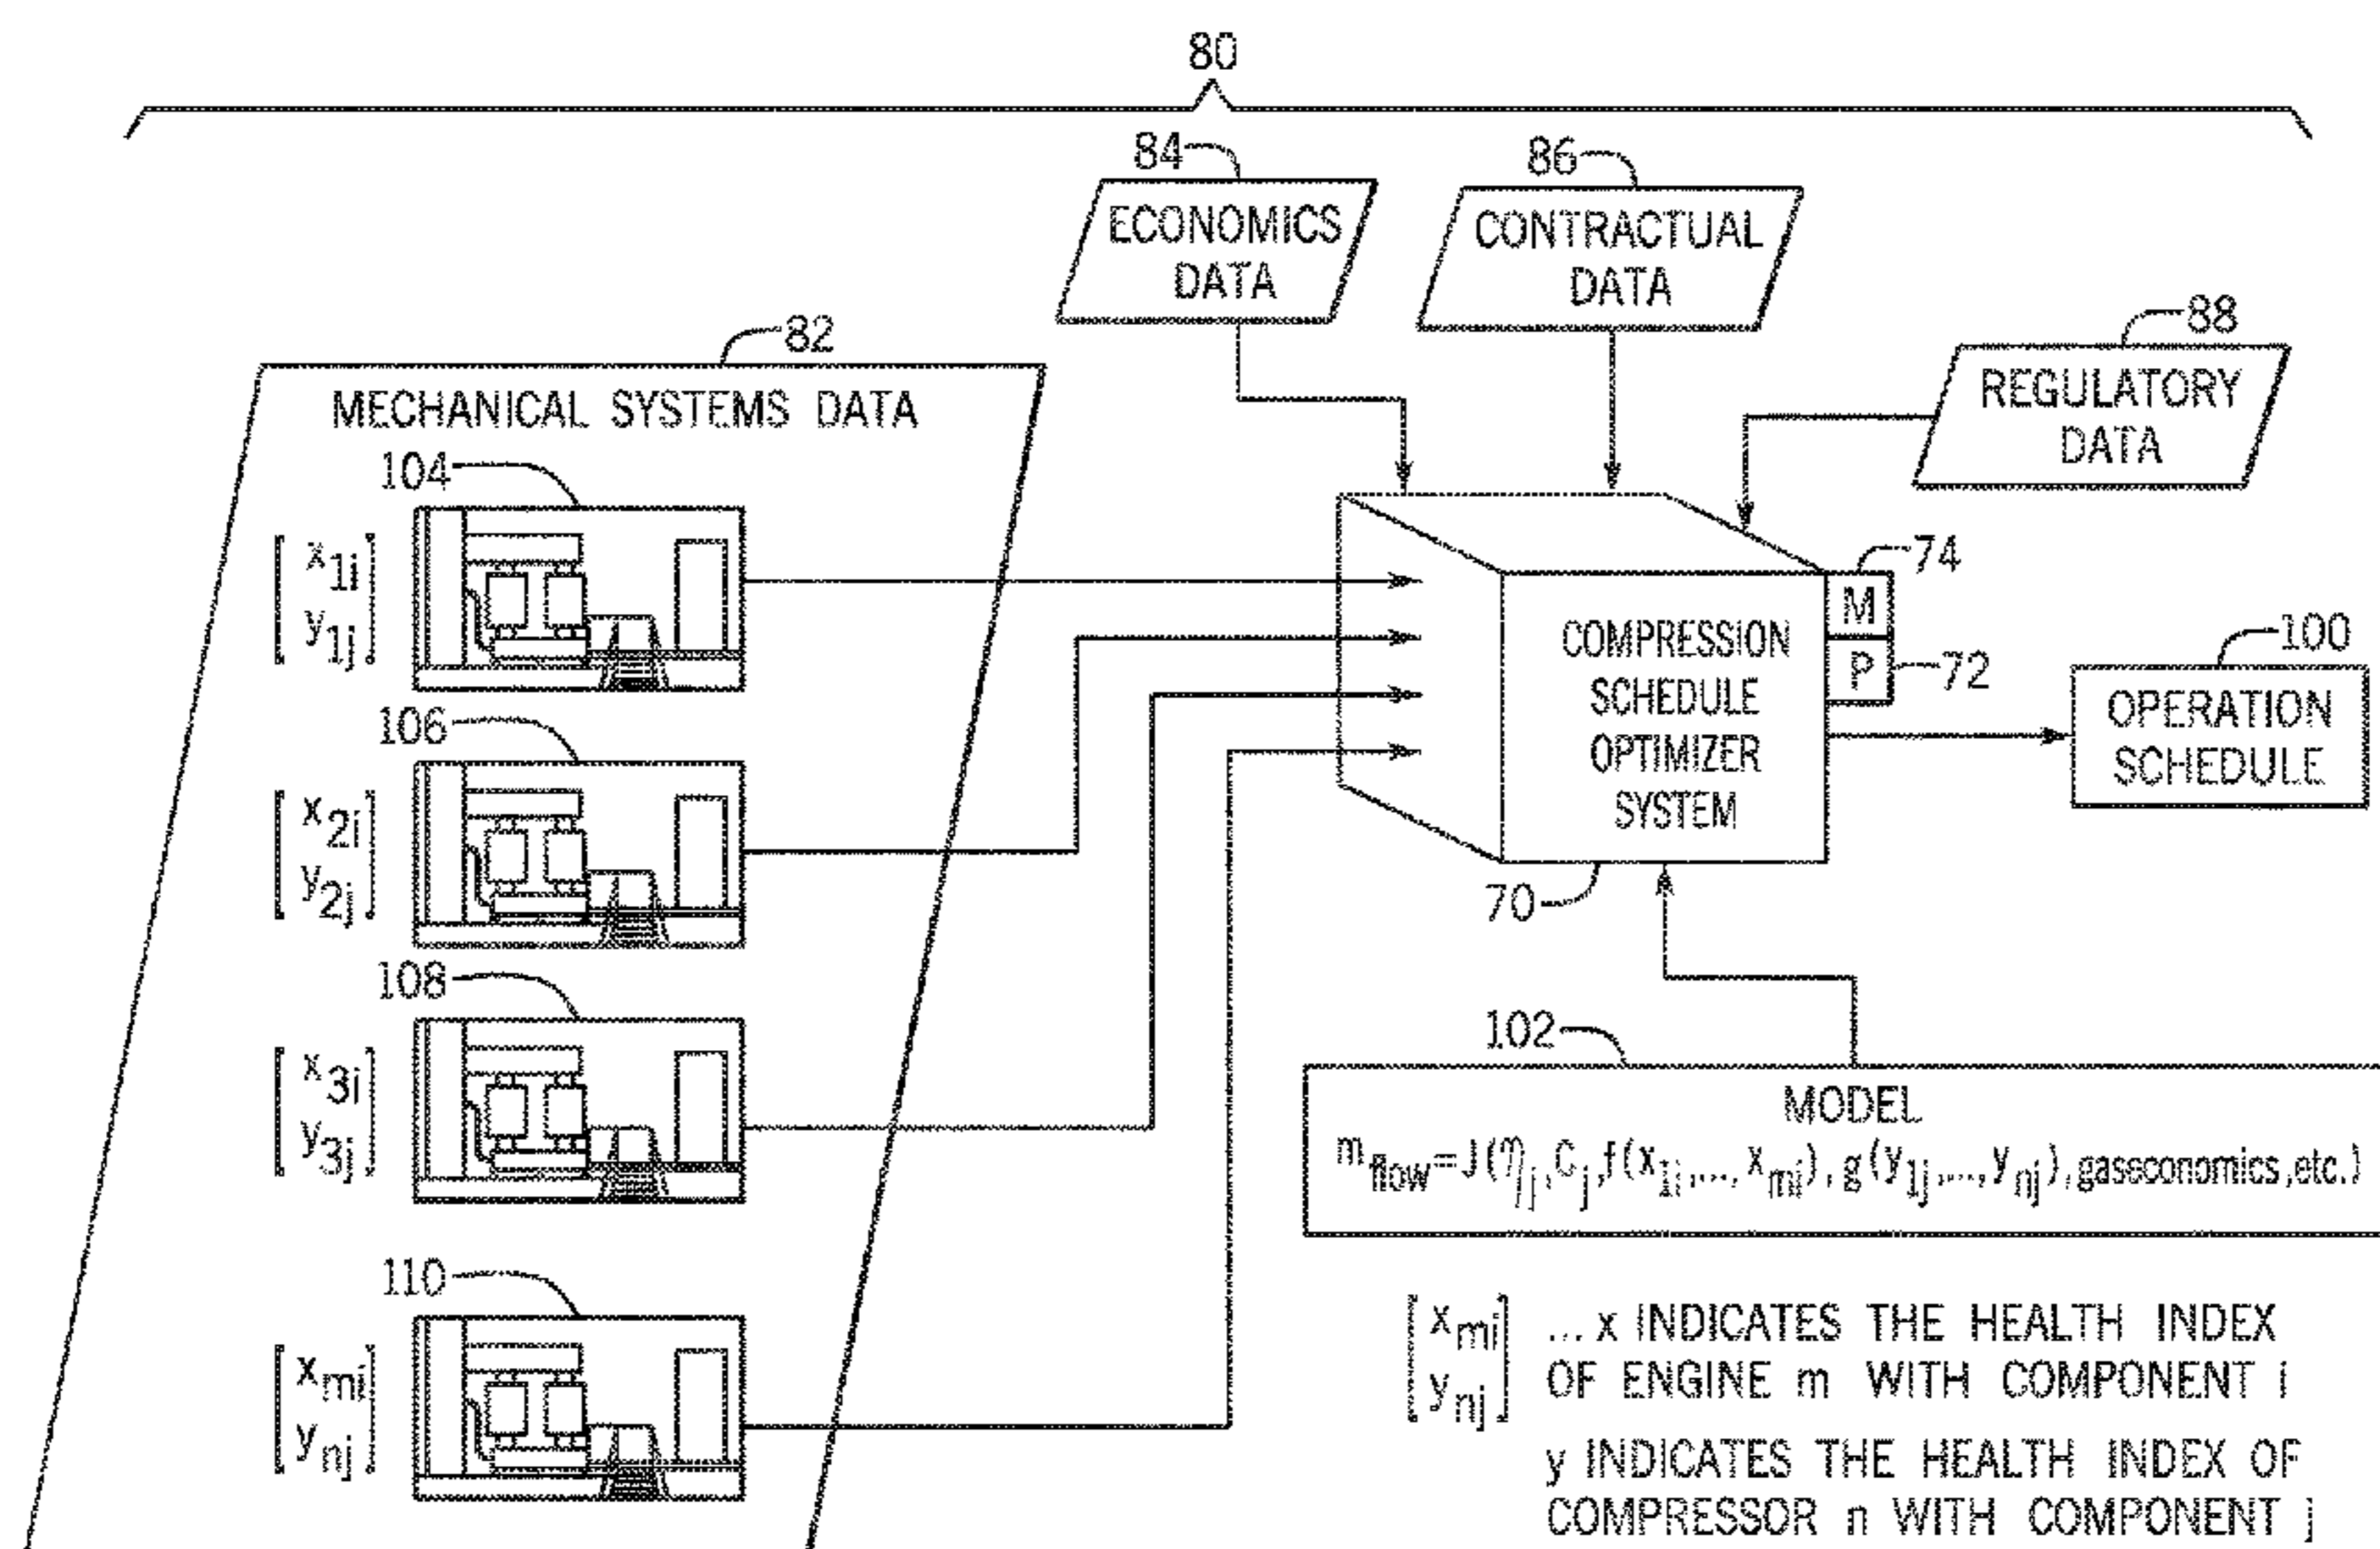 80
84
86
ECONOMICS
DATA
CONTRACTUAL
DATA
88
REGULATORY
DATA
82
MECHANICAL SYSTEMS DATA
104
x1i
y1j
106
x2i
y2j
108
x3i
y3j
110
xmi
ynj
74
M
P
72
COMPRESSION
SCHEDULE
OPTIMIZER
SYSTEM
70
100
OPERATION
SCHEDULE
102
MODEL
mflow=J(ηj,Cj,f(x1i,...,xmi),g(y1j,...,ynj),gaseconomics,etc.)
xmi
ynj
...x INDICATES THE HEALTH INDEX
OF ENGINE m WITH COMPONENT i
y INDICATES THE HEALTH INDEX OF
COMPRESSOR n WITH COMPONENT j